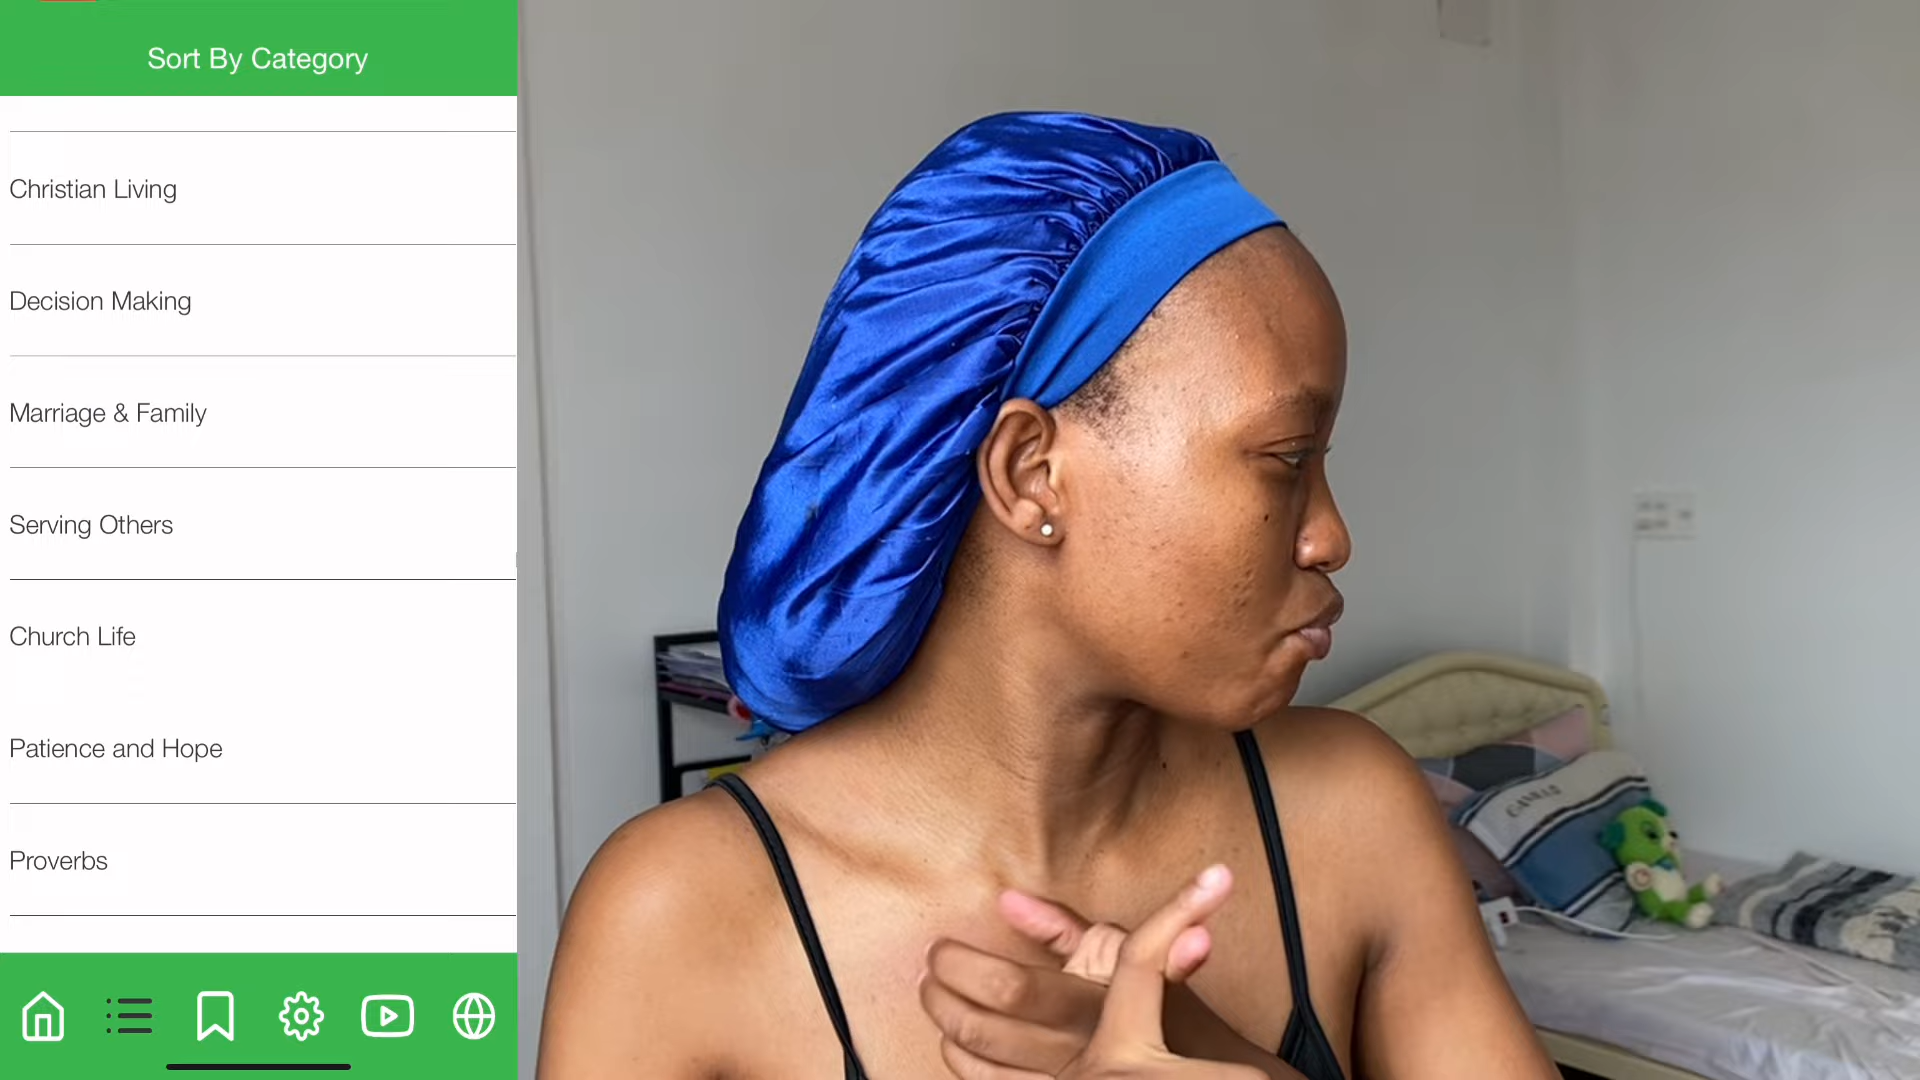 Sort By Category
Christian Living
Decision Making
Marriage & Family
Serving Others
Church Life
Patience and Hope
Proverbs